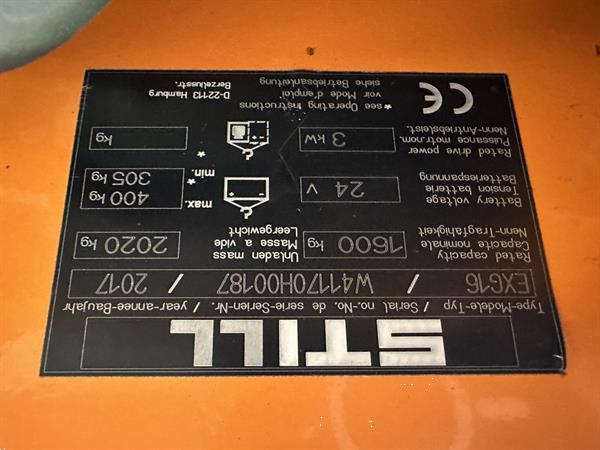 STILL
Type-Modele-Typ / Serial no.-No. de serie-Serien-Nr. / year-annee-Baujahr
EXG16 / W41170H00187 / 2017
Rated capacity
Capacite nominale
Nenn-Tragfähigkeit
1600 kg
Unladen mass
Masse a vide
Leergewicht
2020 kg
Battery voltage
Tension batterie
Batteriespannung
24 V
max. 400 kg
min. * 305 kg
Rated drive power
Puissance motr.nom.
Nenn-Antriebsleist.
3 kW
* kg
CE
*see Operating Instructions
voir Mode d'emploi
siehe Betriebsanleitung
D-22113 Hamburg
Berzeliusstr.